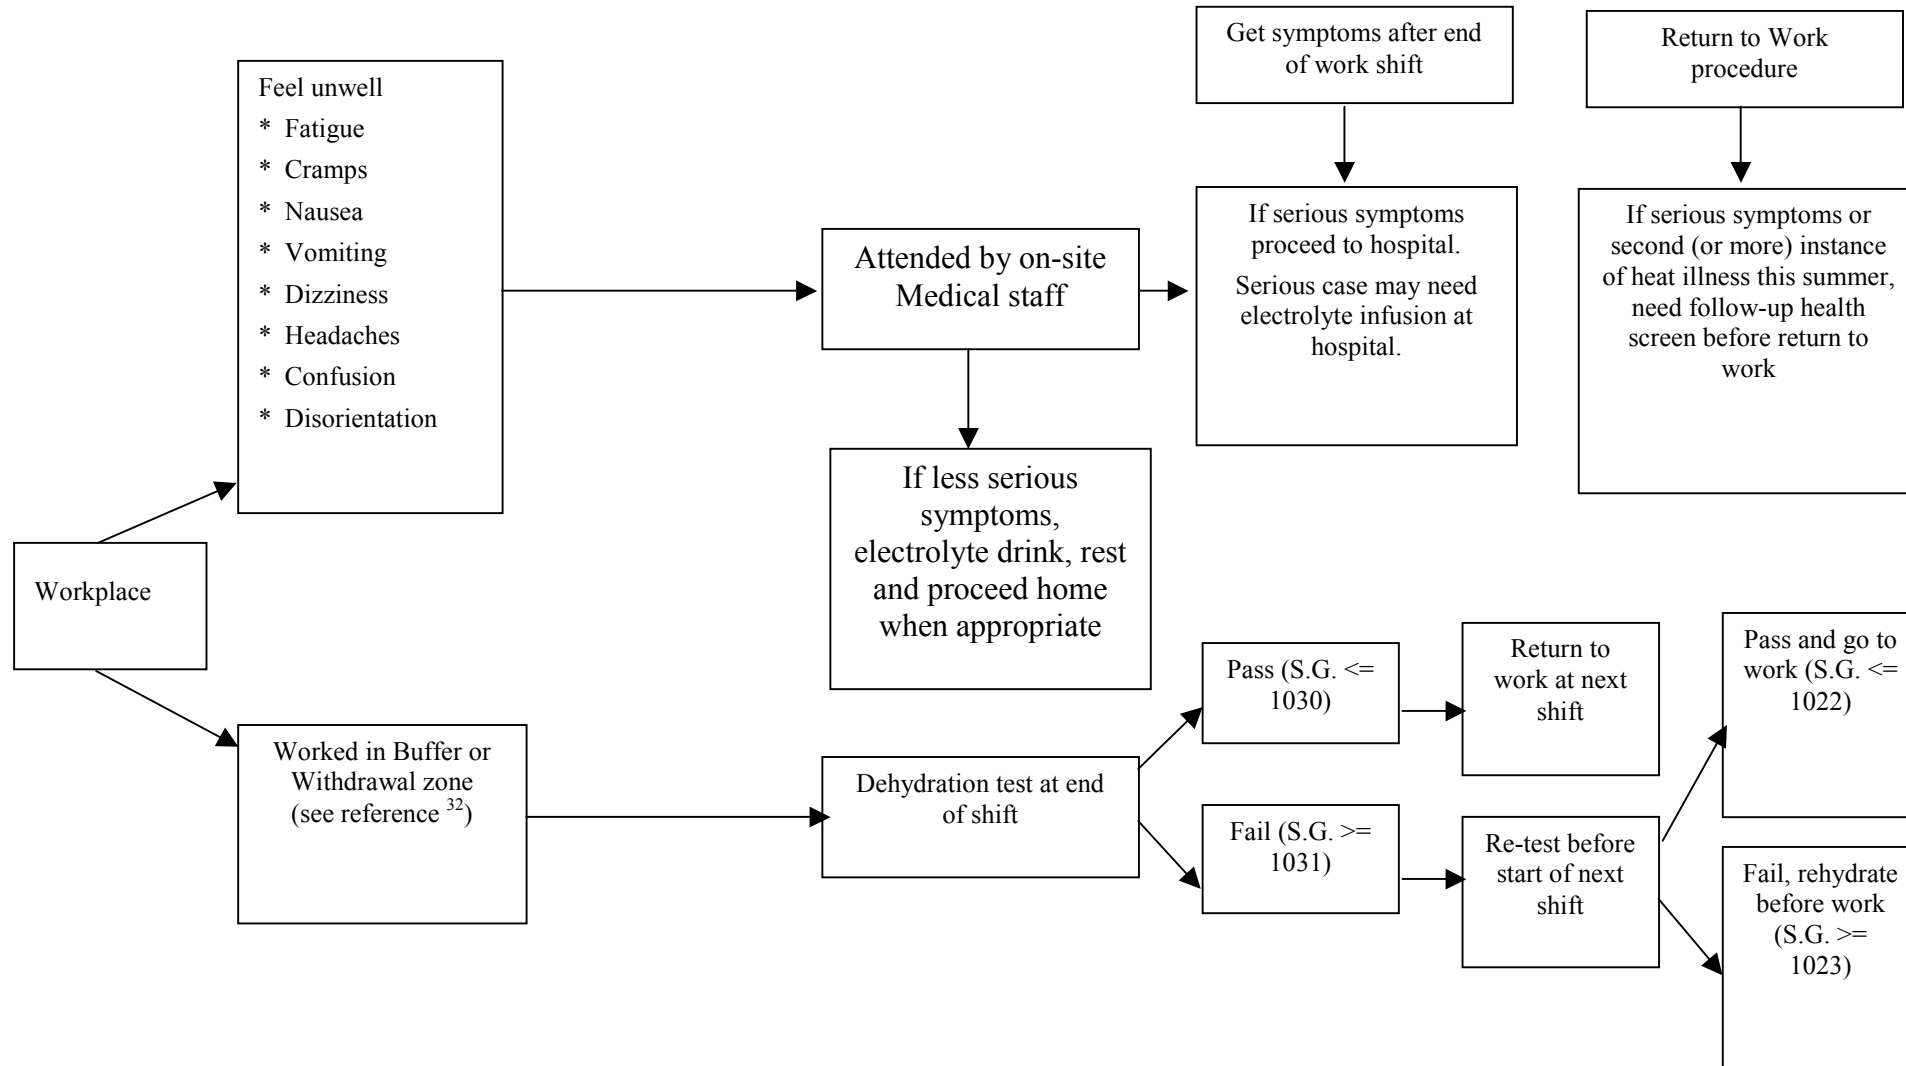 Get symptoms after end
of work shift
Return to Work
procedure
Feel unwell
* Fatigue
* Cramps
* Nausea
* Vomiting
* Dizziness
* Headaches
* Confusion
* Disorientation
Attended by on-site
Medical staff
If serious symptoms
proceed to hospital.
Serious case may need
electrolyte infusion at
hospital.
If serious symptoms or
second (or more) instance
of heat illness this summer,
need follow-up health
screen before return to
work
If less serious
symptoms,
electrolyte drink, rest
and proceed home
when appropriate
Workplace
Worked in Buffer or
Withdrawal zone
(see reference 32)
Dehydration test at end
of shift
Pass (S.G. <=
1030)
Return to
work at next
shift
Pass and go to
work (S.G. <=
1022)
Fail (S.G. >=
1031)
Re-test before
start of next
shift
Fail, rehydrate
before work
(S.G. >=
1023)